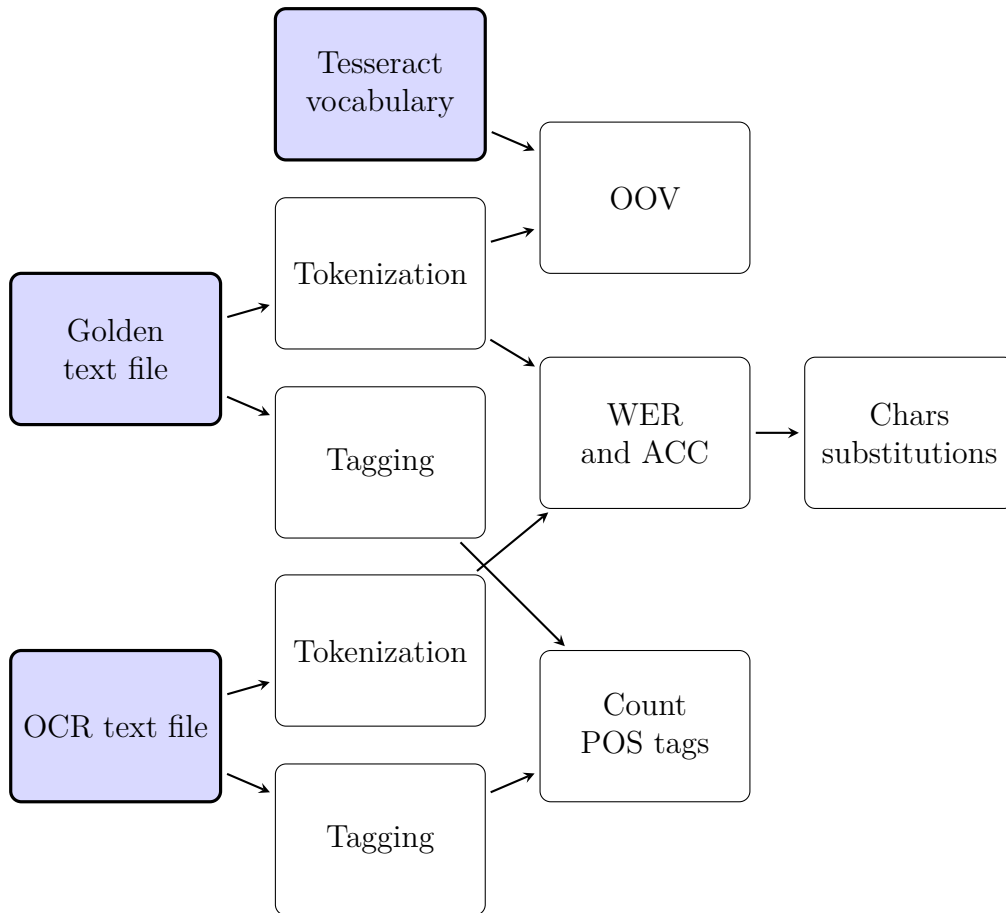 Tesseract
vocabulary
OOV
Tokenization
Golden
text file
WER
and ACC
Chars
substitutions
Tagging
Tokenization
OCR text file
Count
POS tags
Tagging